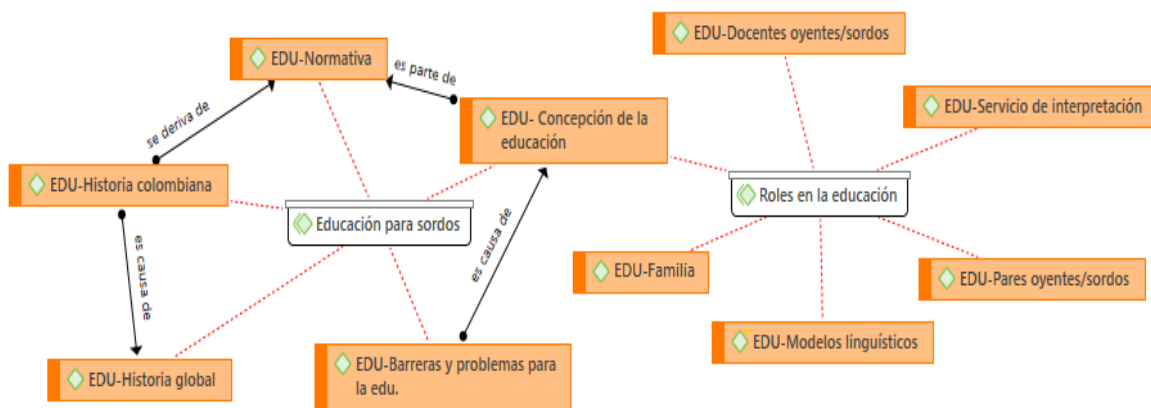 EDU-Docentes oyentes/sordos
EDU-Normativa
es parte de
EDU-Servicio de interpretación
EDU- Concepción de la
educación
se deriva de
EDU-Historia colombiana
Educación para sordos
Roles en la educación
es causa de
es causa de
EDU-Familia
EDU-Pares oyentes/sordos
EDU-Modelos linguísticos
EDU-Historia global
EDU-Barreras y problemas para
la edu.